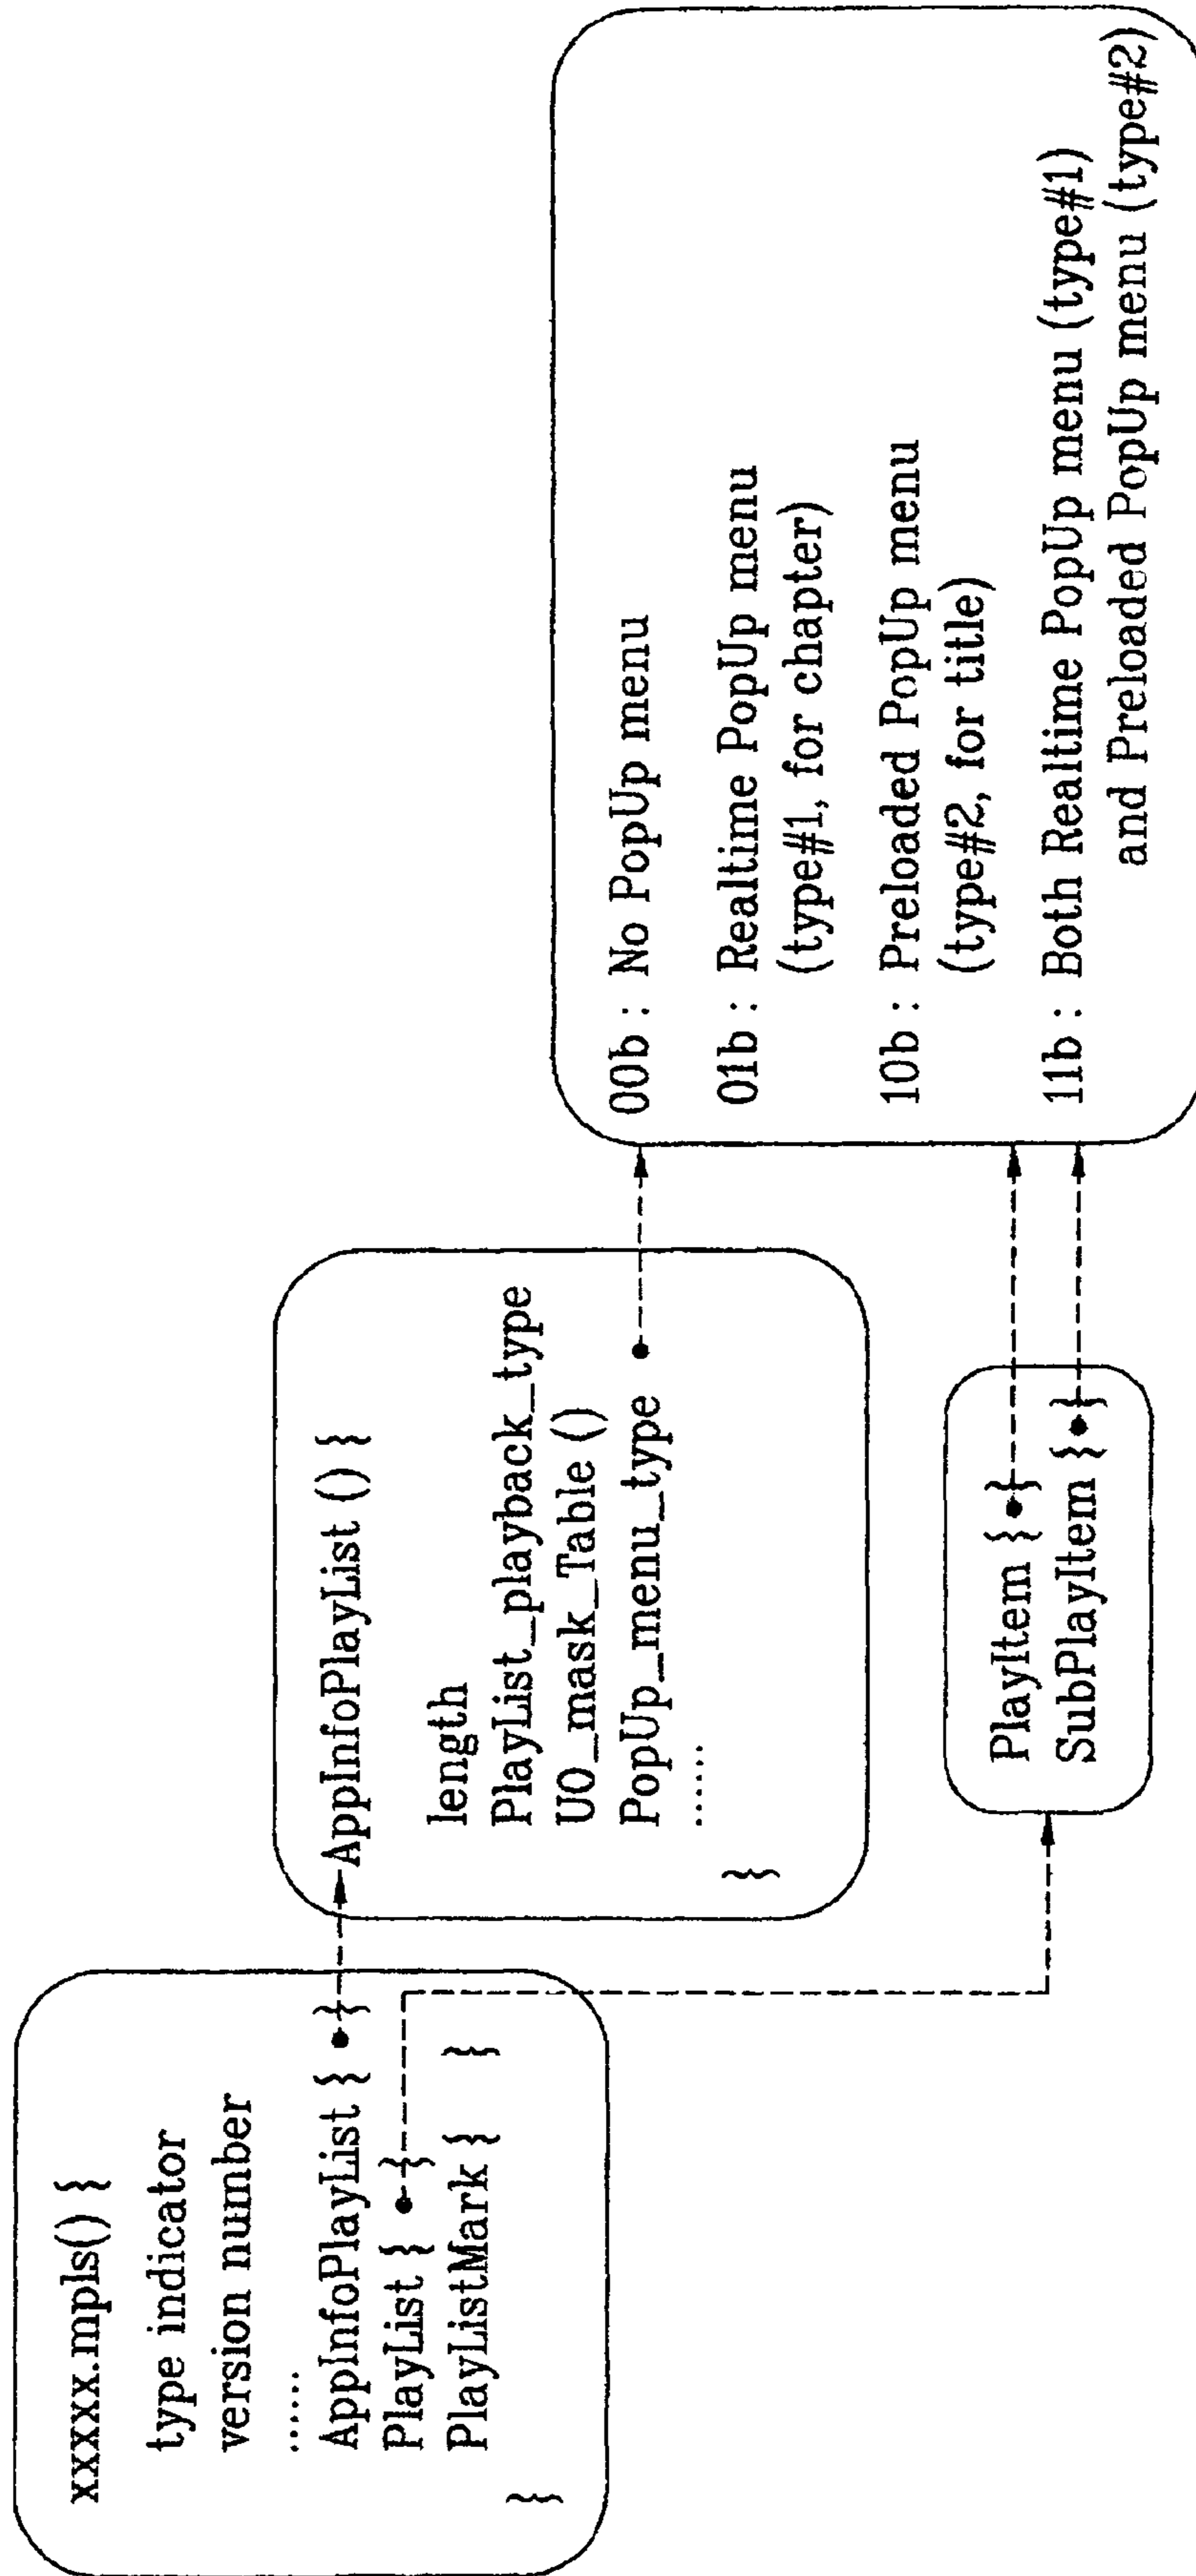 xxxxx.mpls() {
type indicator
version number
......
AppInfoPlayList { }
PlayList { }
PlayListMark { }
}
AppInfoPlayList () {
length
PlayList_playback_type
UO_mask_Table ()
PopUp_menu_type
......
}
PlayItem { }
SubPlayItem { }
00b : No PopUp menu
01b : Realtime PopUp menu
(type#1, for chapter)
10b : Preloaded PopUp menu
(type#2, for title)
11b : Both Realtime PopUp menu (type#1)
and Preloaded PopUp menu (type#2)